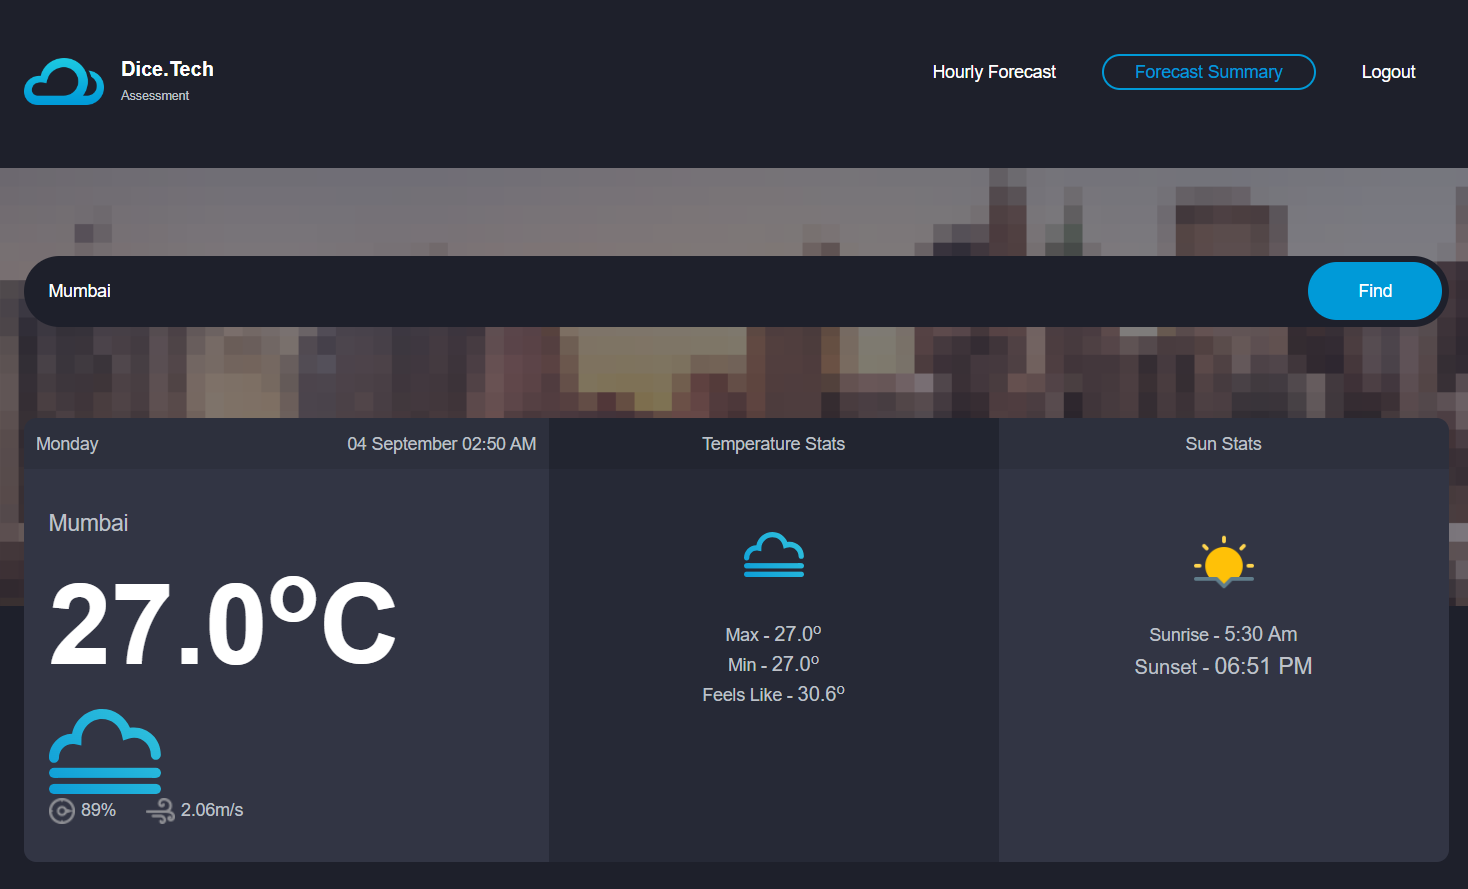 Dice.Tech
Assessment
Hourly Forecast
Forecast Summary
Logout
Mumbai
Find
Monday
04 September 02:50 AM
Temperature Stats
Sun Stats
Mumbai
27.0°C
89%
2.06m/s
Max - 27.0°
Min - 27.0°
Feels Like - 30.6°
Sunrise - 5:30 Am
Sunset - 06:51 PM